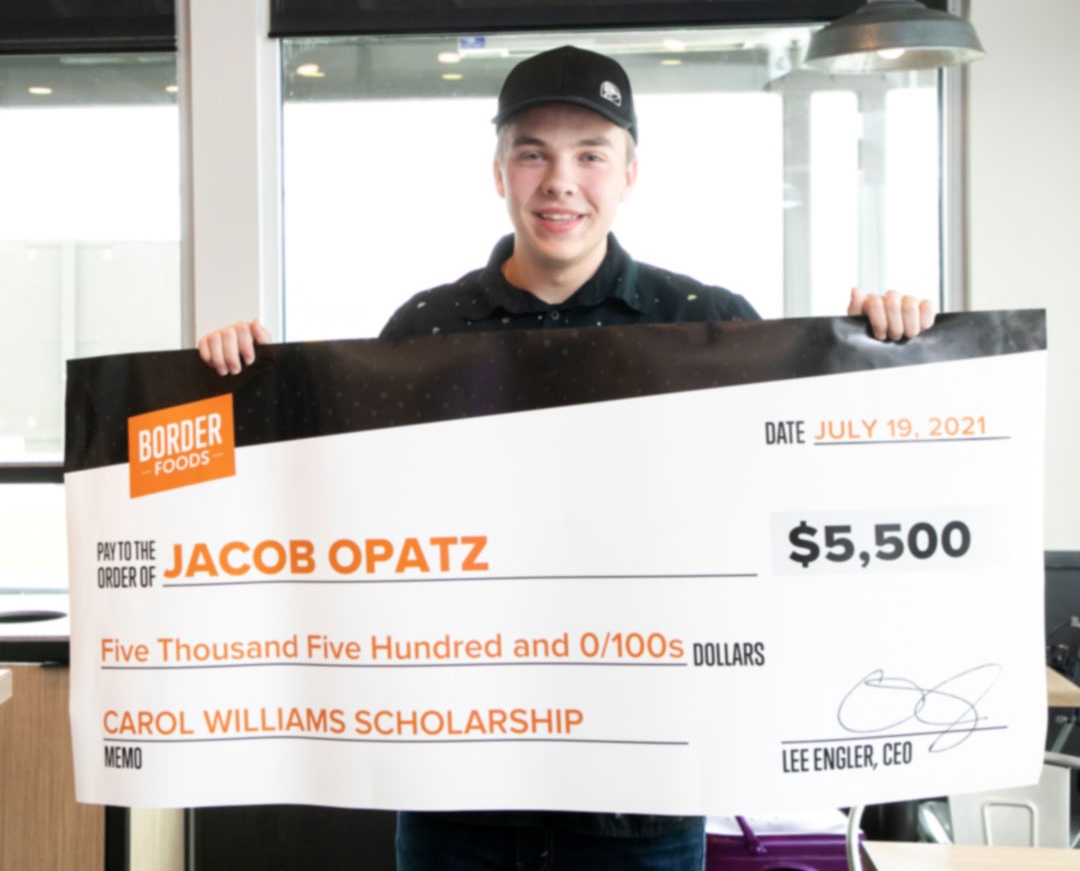 BORDER
FOODS
DATE JULY 19, 2021
PAY TO THE
ORDER OF JACOB OPATZ
$5,500
Five Thousand Five Hundred and 0/100s DOLLARS
CAROL WILLIAMS SCHOLARSHIP
MEMO
LEE ENGLER, CEO